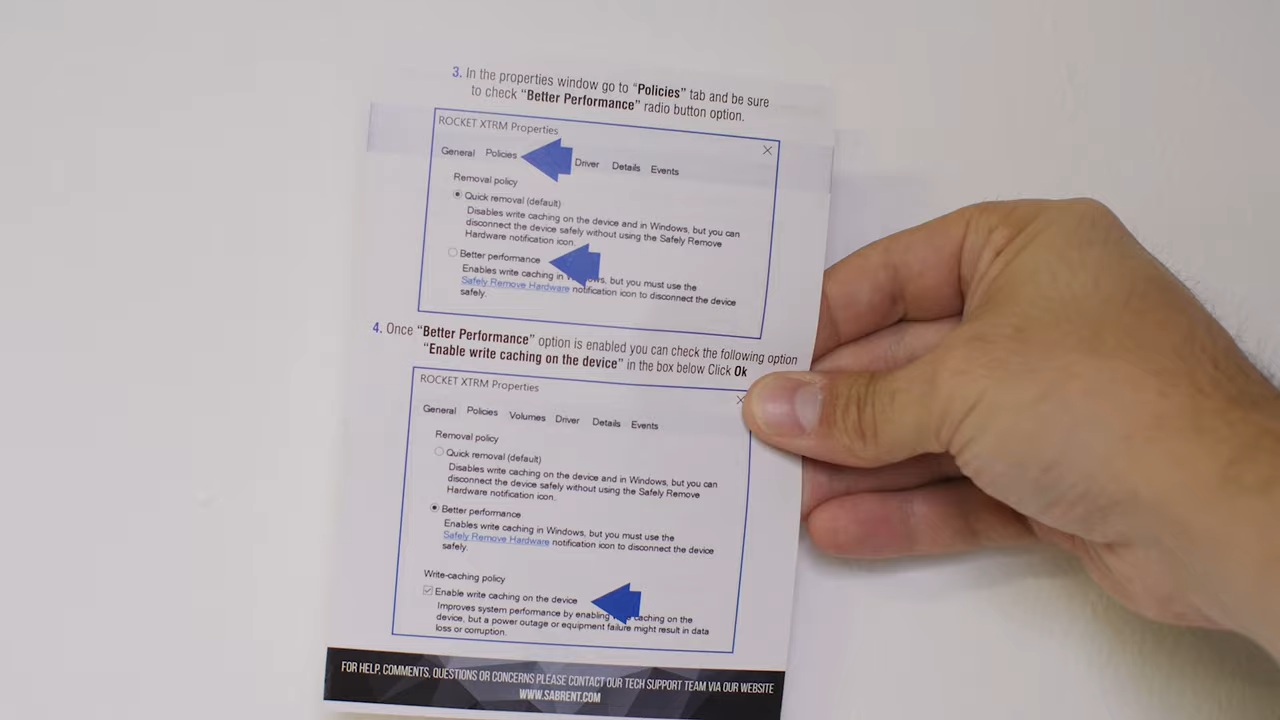 3. In the properties window go to “Policies” tab and be sure
to check “Better Performance” radio button option.
ROCKET XTRM Properties
General Policies Driver Details Events
Removal policy
Quick removal (default)
Disables write caching on the device and in Windows, but you can
disconnect the device safely without using the Safely Remove
Hardware notification icon.
Better performance
Enables write caching in , but you must use the
Safely Remove Hardware notification icon to disconnect the device
safely.
4. Once “Better Performance” option is enabled you can check the following option
“Enable write caching on the device” in the box below Click Ok
ROCKET XTRM Properties
General Policies Volumes Driver Details Events
Removal policy
Quick removal (default)
Disables write caching on the device and in Windows, but you can
disconnect the device safely without using the Safely Remove
Hardware notification icon.
Better performance
Enables write caching in Windows, but you must use the
Safely Remove Hardware notification icon to disconnect the device
safely.
Write-caching policy
Enable write caching on the device
Improves system performance by enabling caching on the
device, but a power outage or equipment failure might result in data
loss or corruption.
FOR HELP, COMMENTS, QUESTIONS OR CONCERNS PLEASE CONTACT OUR TECH SUPPORT TEAM VIA OUR WEBSITE
WWW.SABRENT.COM